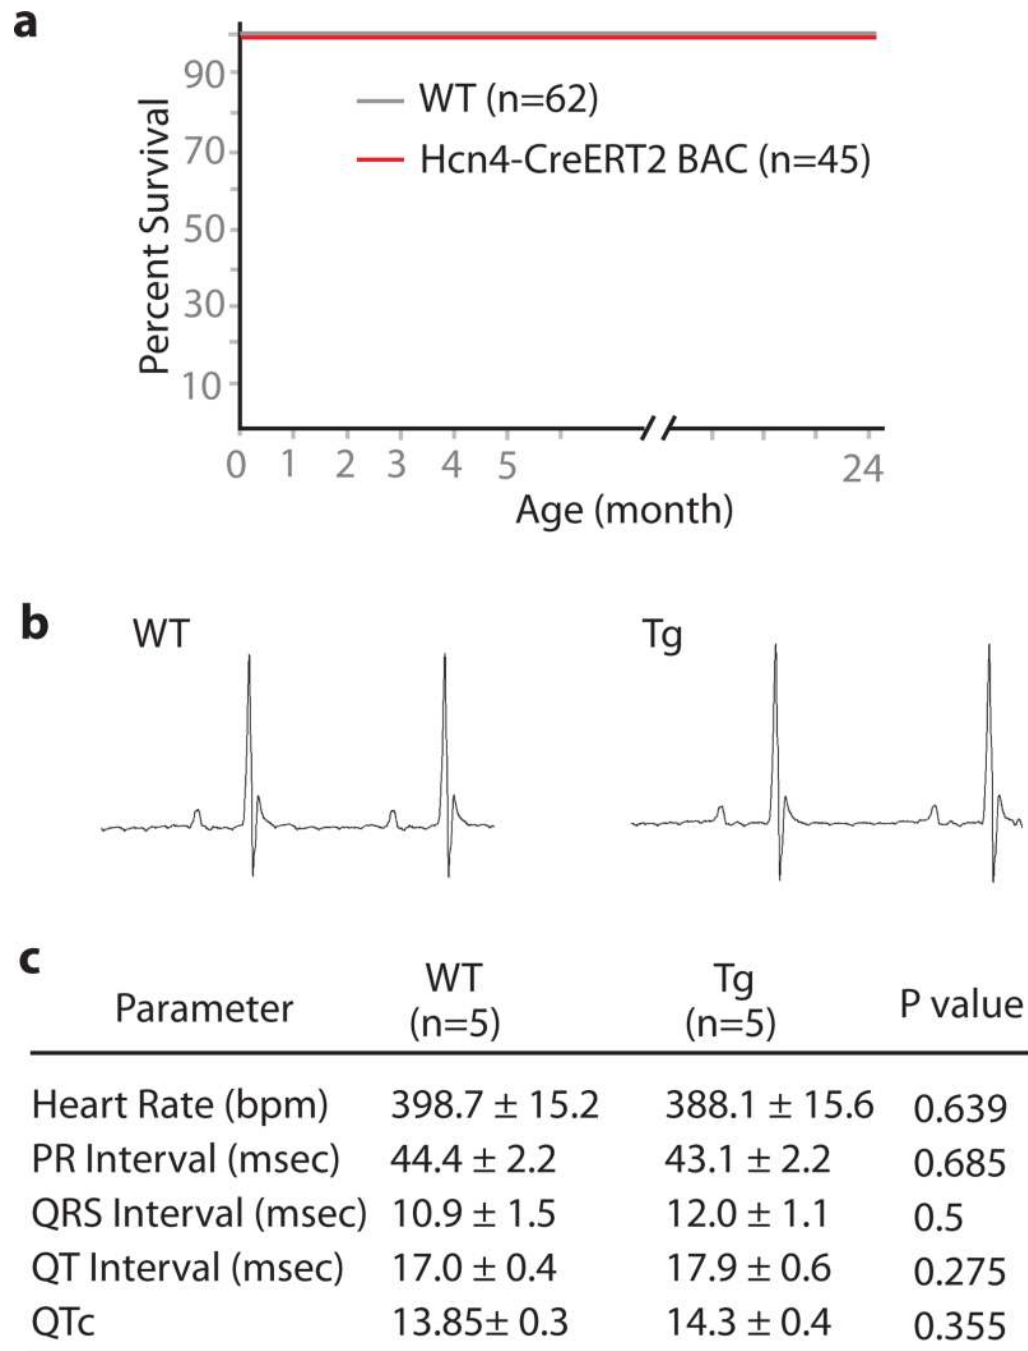 a
90
70
50
30
10
Percent Survival
WT (n=62)
Hcn4-CreERT2 BAC (n=45)
0 1 2 3 4 5 24
Age (month)
b
WT Tg
c
Parameter WT (n=5) Tg (n=5) P value
Heart Rate (bpm) 398.7 ± 15.2 388.1 ± 15.6 0.639
PR Interval (msec) 44.4 ± 2.2 43.1 ± 2.2 0.685
QRS Interval (msec) 10.9 ± 1.5 12.0 ± 1.1 0.5
QT Interval (msec) 17.0 ± 0.4 17.9 ± 0.6 0.275
QTc 13.85± 0.3 14.3 ± 0.4 0.355